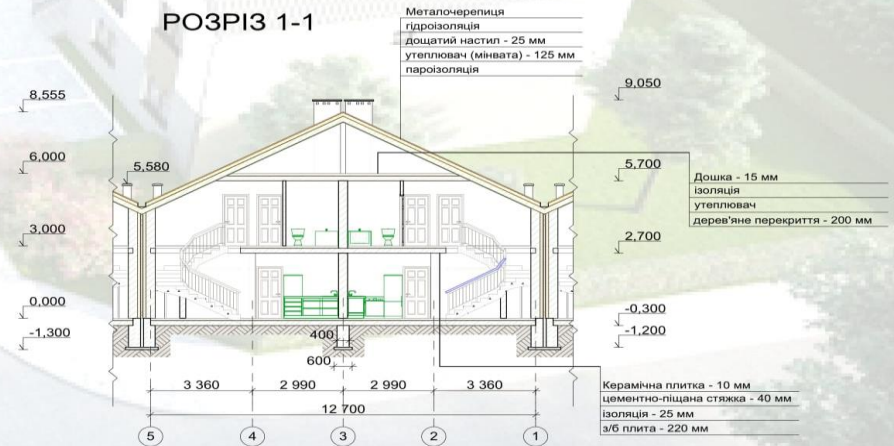 РОЗРІЗ 1-1
Металочерепиця
гідроізоляція
дощатий настил - 25 мм
утеплювач (мінвата) - 125 мм
пароізоляція
8,555
9,050
6,000
5,580
5,700
Дошка - 15 мм
ізоляція
утеплювач
дерев'яне перекриття - 200 мм
3,000
2,700
0,000
-0,300
-1,300
-1,200
400
600
3 360
2 990
2 990
3 360
12 700
Керамічна плитка - 10 мм
цементно-піщана стяжка - 40 мм
ізоляція - 25 мм
з/б плита - 220 мм
5
4
3
2
1